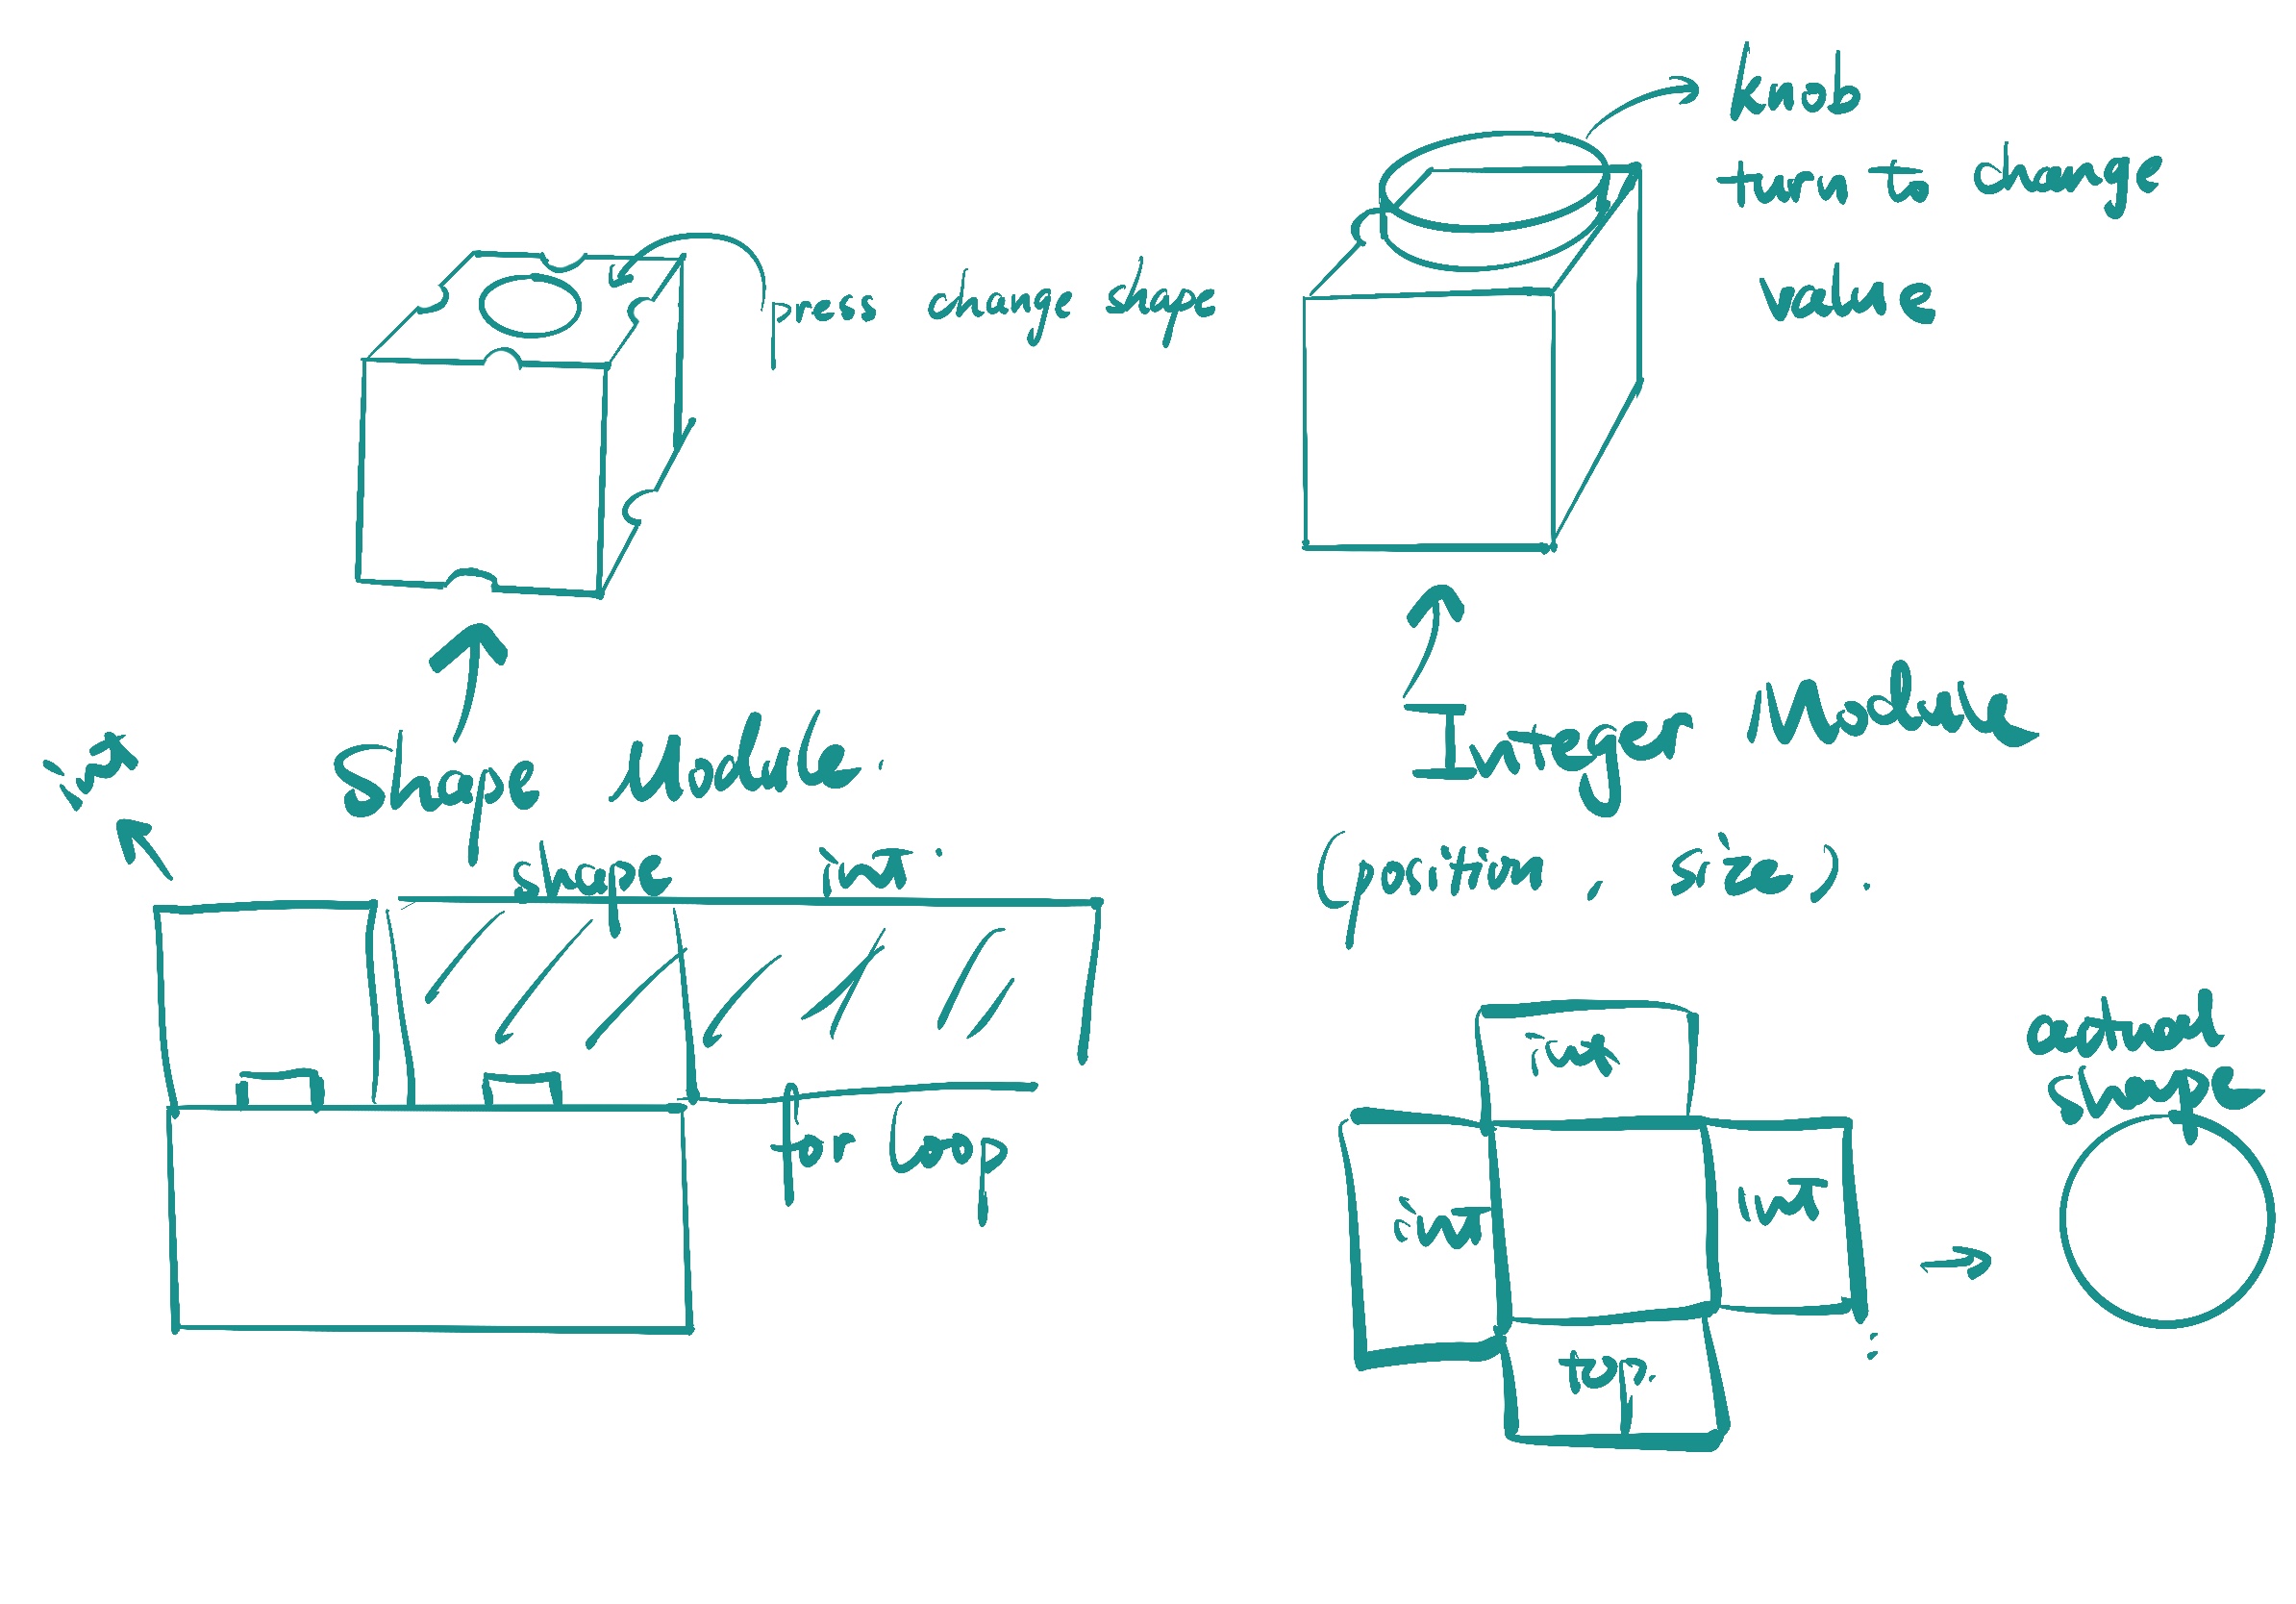 knob
turn to change
value
press change shape
Shape Module.
Integer Module
(position, size).
int
shape
int
for loop
int
int
int
top.
actual
shape